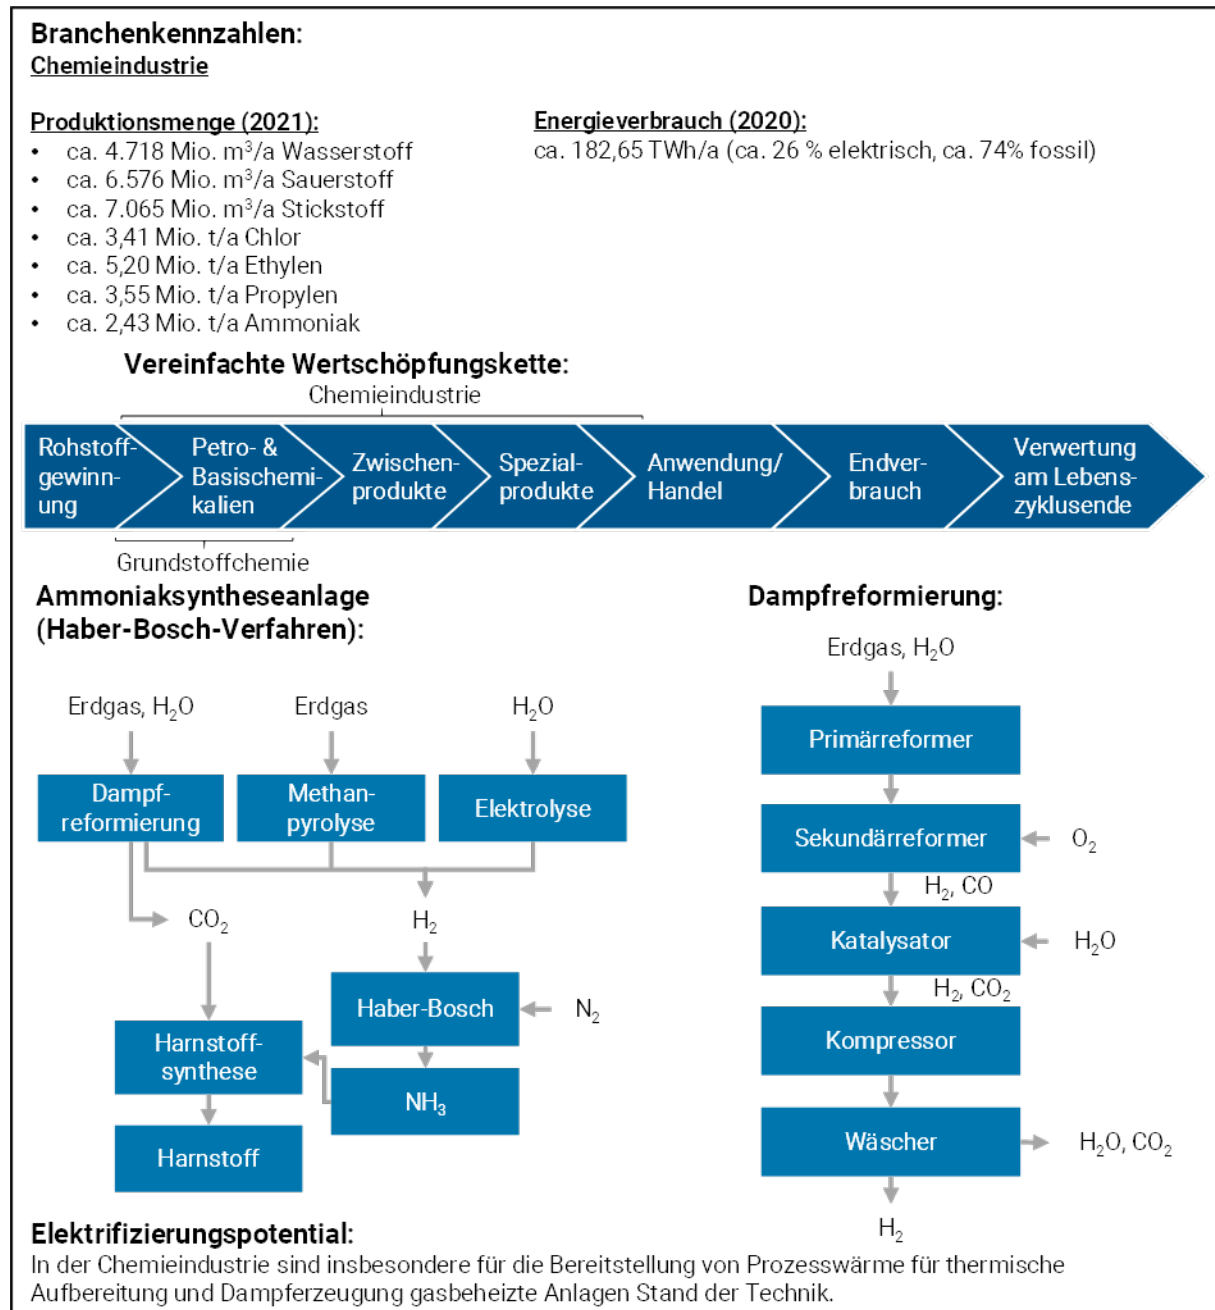 Branchenkennzahlen:
Chemieindustrie
Produktionsmenge (2021):
• ca. 4.718 Mio. m³/a Wasserstoff
• ca. 6.576 Mio. m³/a Sauerstoff
• ca. 7.065 Mio. m³/a Stickstoff
• ca. 3,41 Mio. t/a Chlor
• ca. 5,20 Mio. t/a Ethylen
• ca. 3,55 Mio. t/a Propylen
• ca. 2,43 Mio. t/a Ammoniak
Energieverbrauch (2020):
ca. 182,65 TWh/a (ca. 26 % elektrisch, ca. 74% fossil)
Vereinfachte Wertschöpfungskette:
Chemieindustrie
Rohstoff-
gewinn-
ung
Petro- &
Basischemi-
kalien
Zwischen-
produkte
Spezial-
produkte
Anwendung/
Handel
Endver-
brauch
Verwertung
am Lebens-
zyklusende
Grundstoffchemie
Ammoniaksyntheseanlage
(Haber-Bosch-Verfahren):
Erdgas, H₂O
Erdgas
H₂O
Dampf-
reformierung
Methan-
pyrolyse
Elektrolyse
CO₂
H₂
Haber-Bosch
N₂
Harnstoff-
synthese
NH₃
Harnstoff
Dampfreformierung:
Erdgas, H₂O
Primärreformer
Sekundärreformer
O₂
H₂, CO
Katalysator
H₂O
H₂, CO₂
Kompressor
Wäscher
H₂O, CO₂
H₂
Elektrifizierungspotential:
In der Chemieindustrie sind insbesondere für die Bereitstellung von Prozesswärme für thermische
Aufbereitung und Dampferzeugung gasbeheizte Anlagen Stand der Technik.